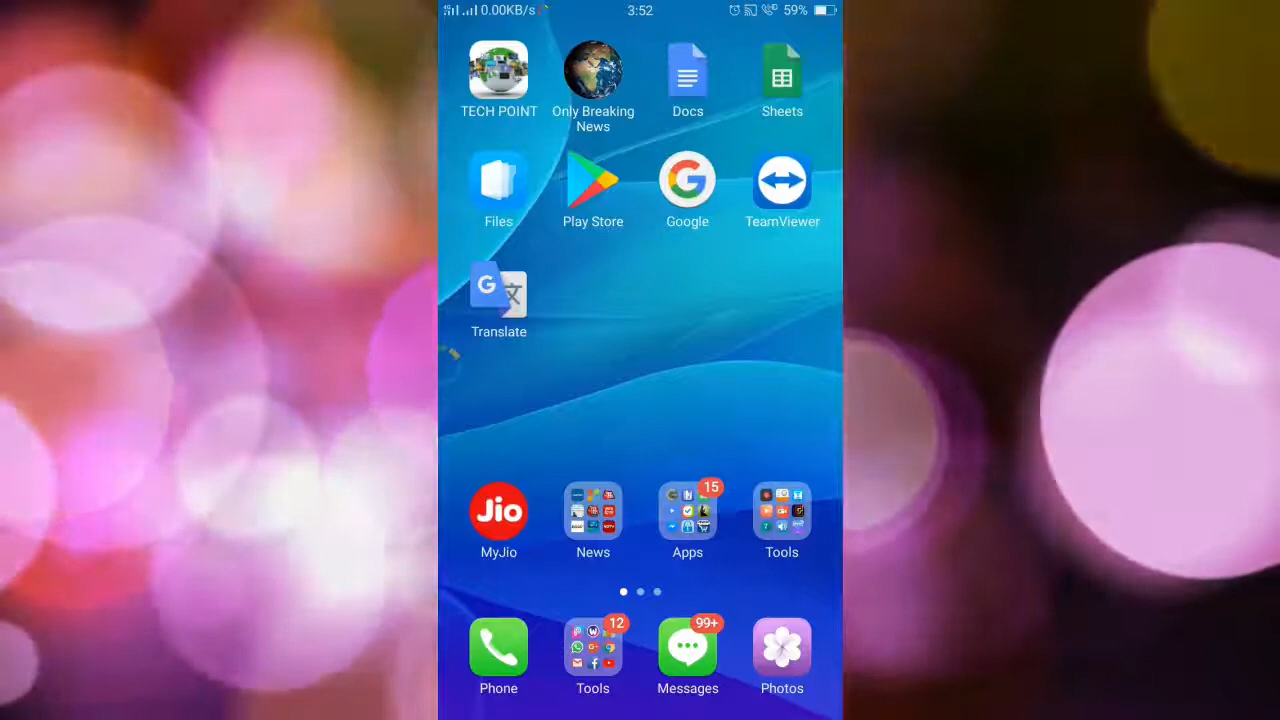 0.00KB/s
3:52
59%
TECH POINT
Only Breaking
News
Docs
Sheets
Files
Play Store
Google
TeamViewer
G
Translate
Jio
15
MyJio
News
Apps
Tools
12
99+
Phone
Tools
Messages
Photos